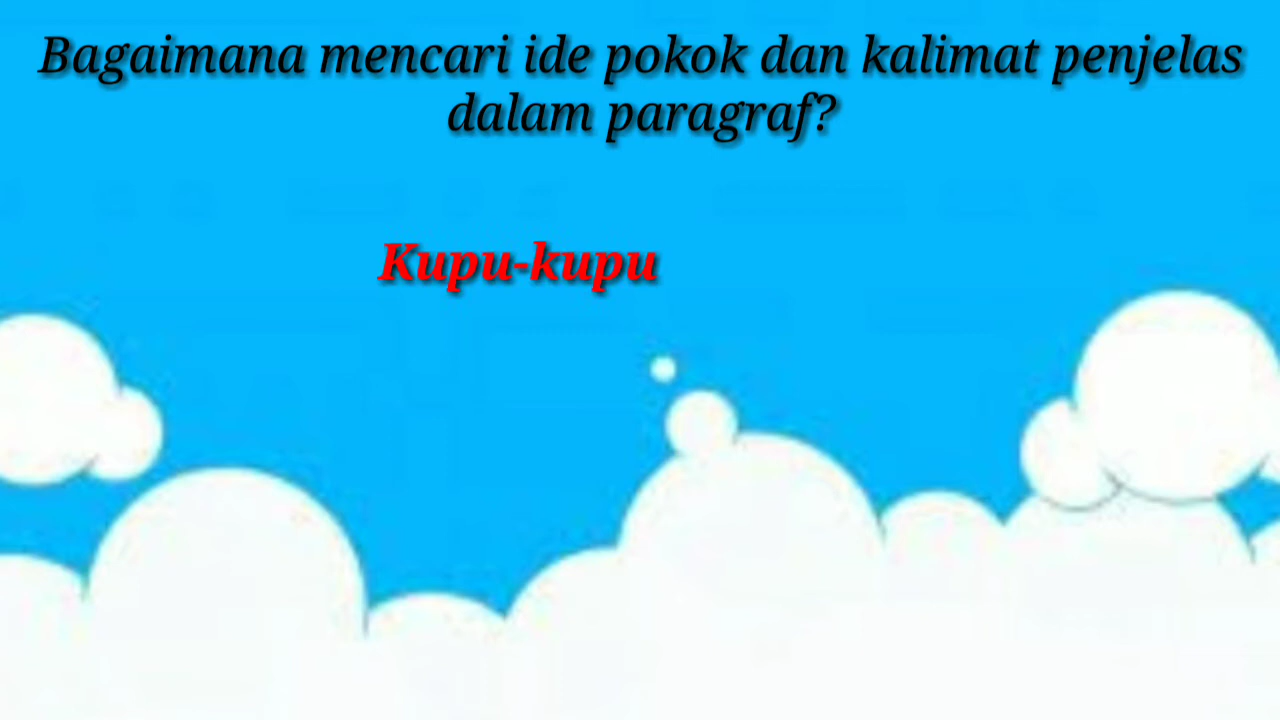 Bagaimana mencari ide pokok dan kalimat penjelas
dalam paragraf?
Kupu-kupu